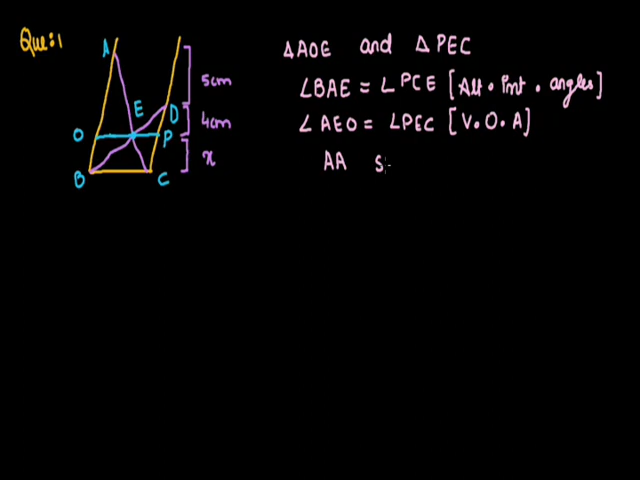 Que:1
A
5cm
E
D
4cm
O
P
x
B
C
ΔAOE and ΔPEC
∠BAE = ∠PCE [Alt. Int. angles]
∠AEO = ∠PEC [V.O.A]
AA s